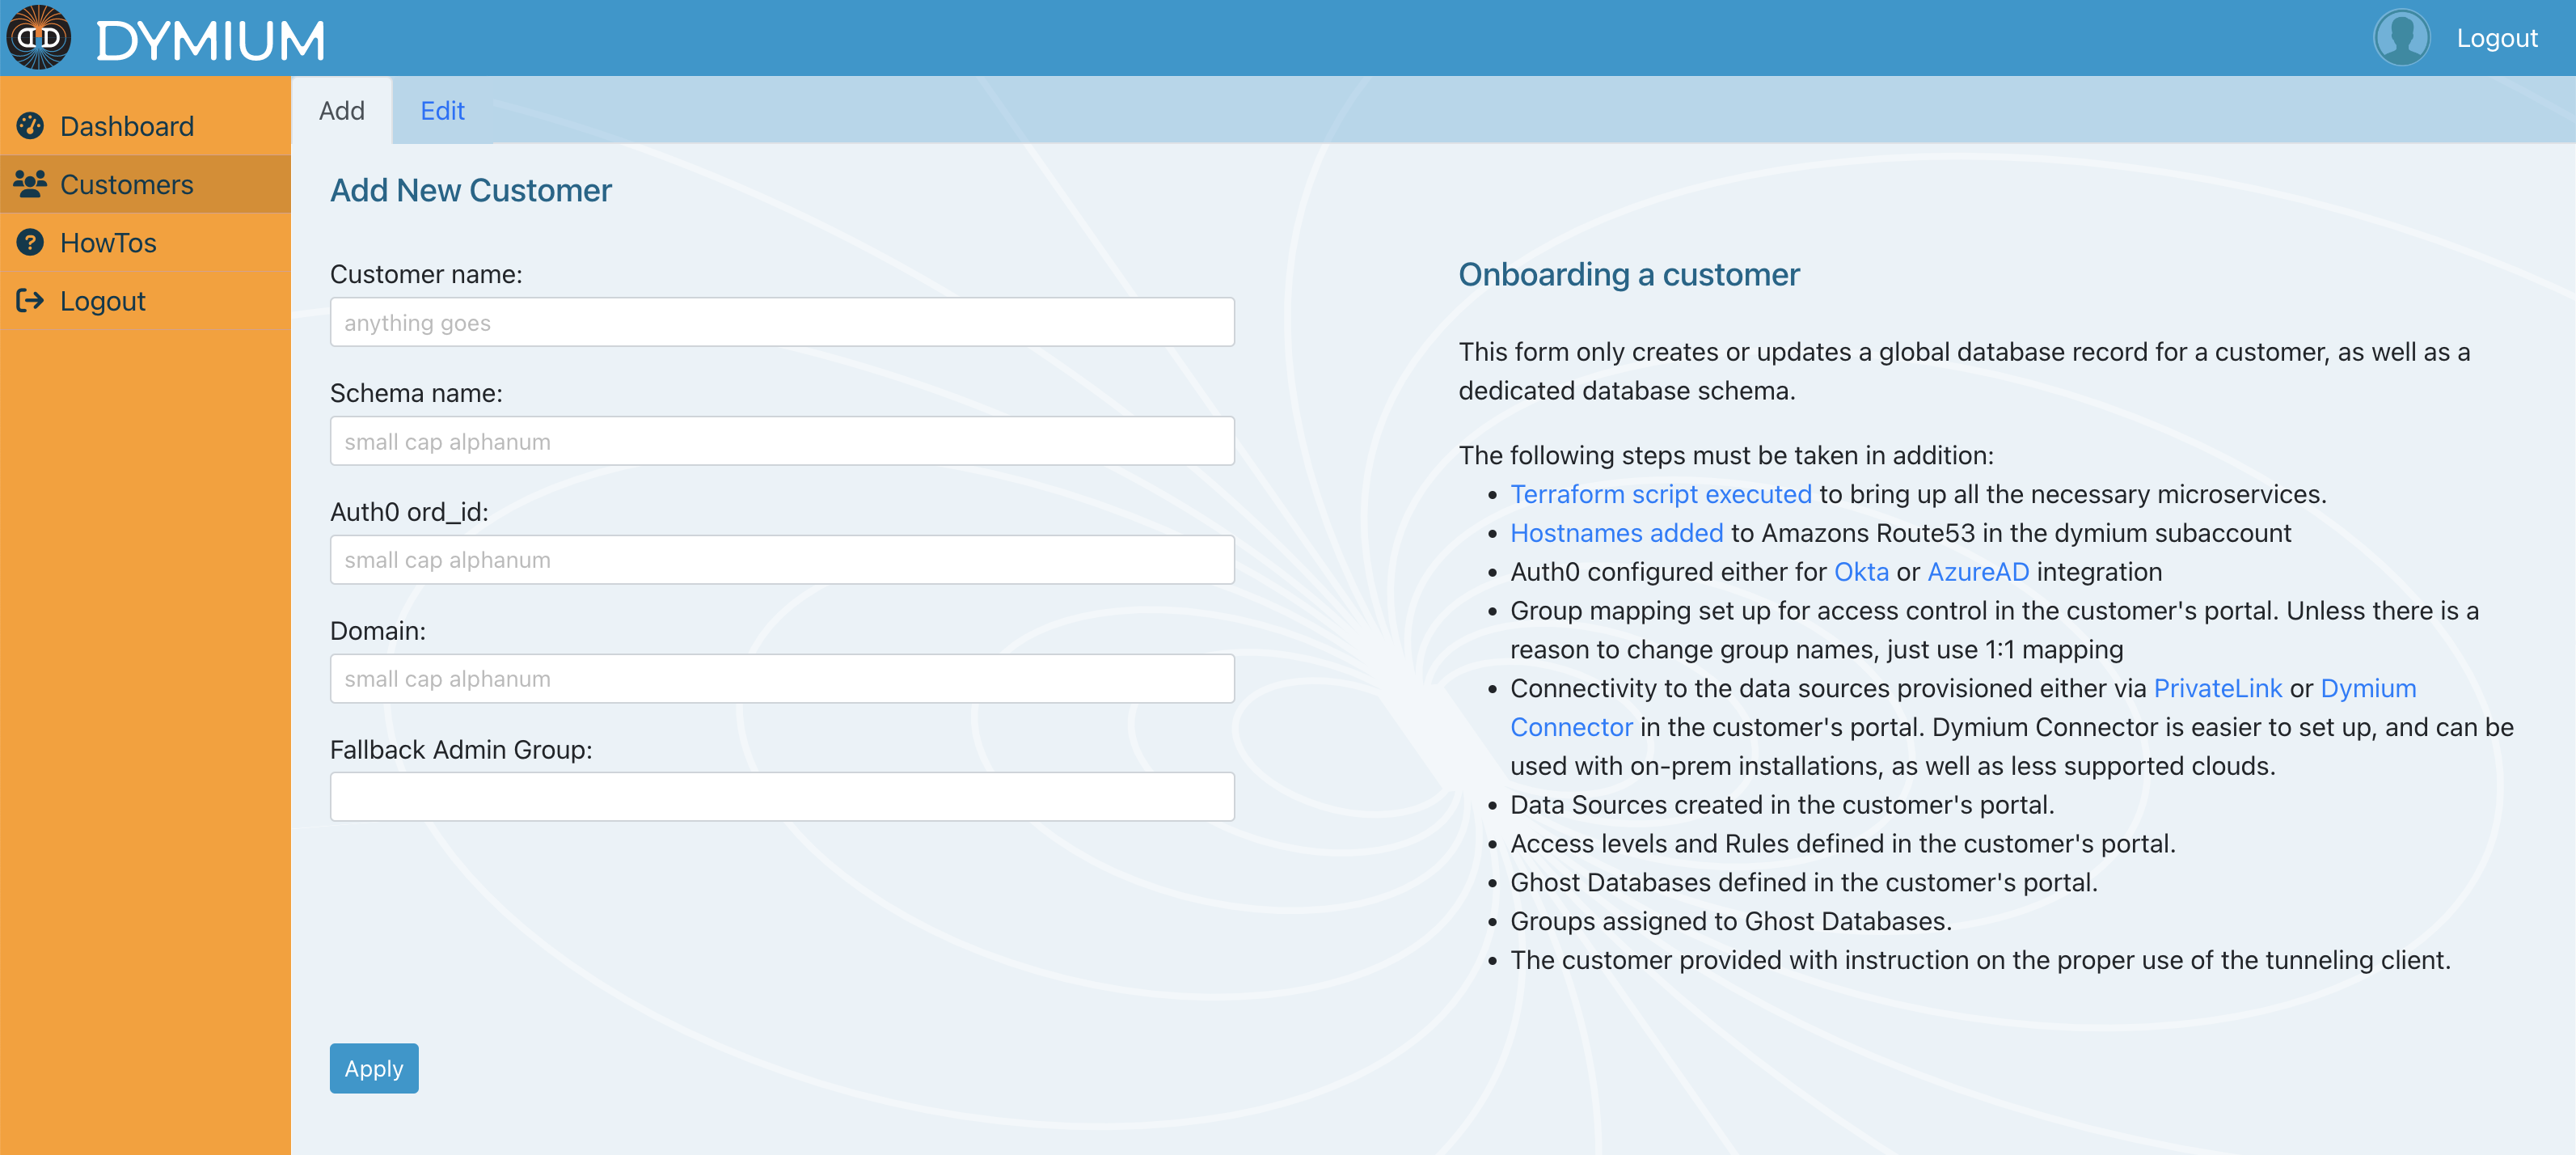 DYMIUM
Logout
Dashboard
Customers
HowTos
Logout
Add
Edit
Add New Customer
Customer name:
anything goes
Schema name:
small cap alphanum
Auth0 ord_id:
small cap alphanum
Domain:
small cap alphanum
Fallback Admin Group:
Apply
Onboarding a customer
This form only creates or updates a global database record for a customer, as well as a
dedicated database schema.
The following steps must be taken in addition:
• Terraform script executed to bring up all the necessary microservices.
• Hostnames added to Amazons Route53 in the dymium subaccount
• Auth0 configured either for Okta or AzureAD integration
• Group mapping set up for access control in the customer's portal. Unless there is a
reason to change group names, just use 1:1 mapping
• Connectivity to the data sources provisioned either via PrivateLink or Dymium
Connector in the customer's portal. Dymium Connector is easier to set up, and can be
used with on-prem installations, as well as less supported clouds.
• Data Sources created in the customer's portal.
• Access levels and Rules defined in the customer's portal.
• Ghost Databases defined in the customer's portal.
• Groups assigned to Ghost Databases.
• The customer provided with instruction on the proper use of the tunneling client.